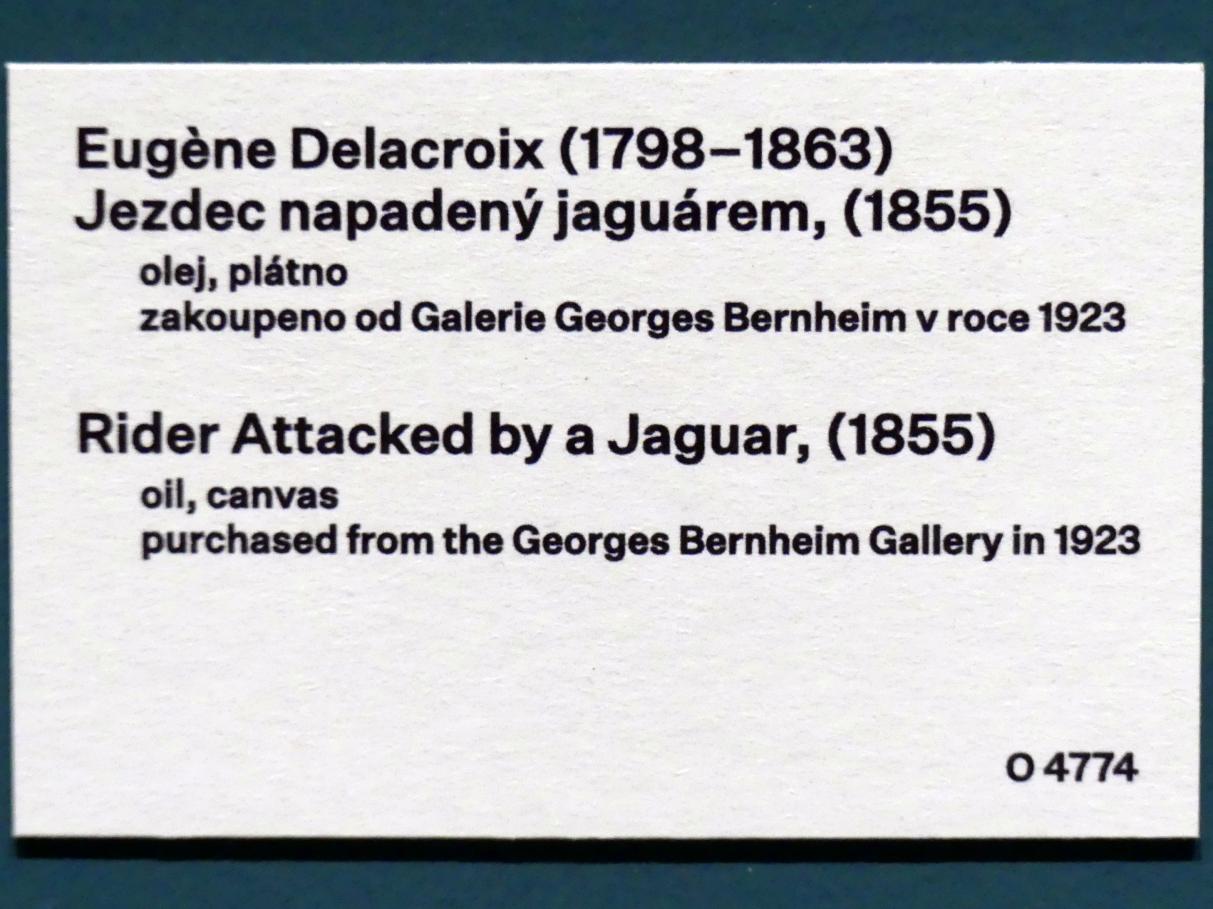 Eugène Delacroix (1798–1863)
Jezdec napadený jaguárem, (1855)
olej, plátno
zakoupeno od Galerie Georges Bernheim v roce 1923
Rider Attacked by a Jaguar, (1855)
oil, canvas
purchased from the Georges Bernheim Gallery in 1923
O 4774